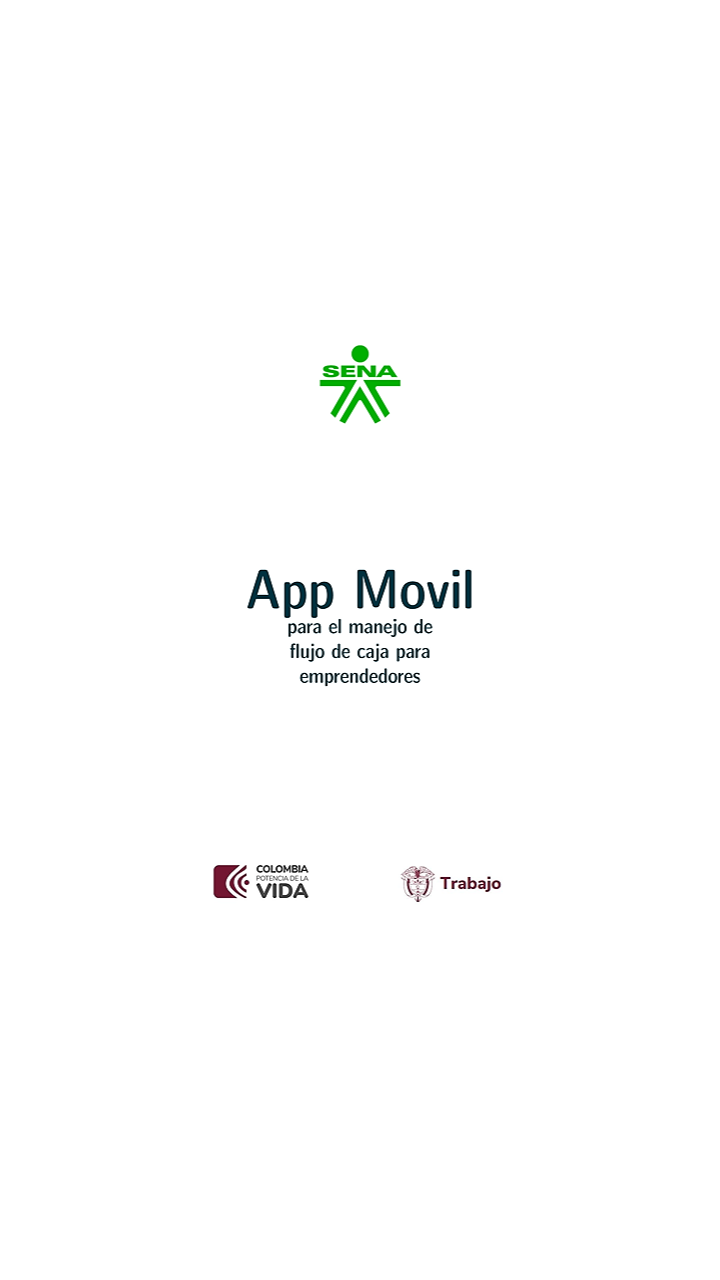 SENA
App Movil
para el manejo de
flujo de caja para
emprendedores
COLOMBIA
POTENCIA DE LA
VIDA
Trabajo